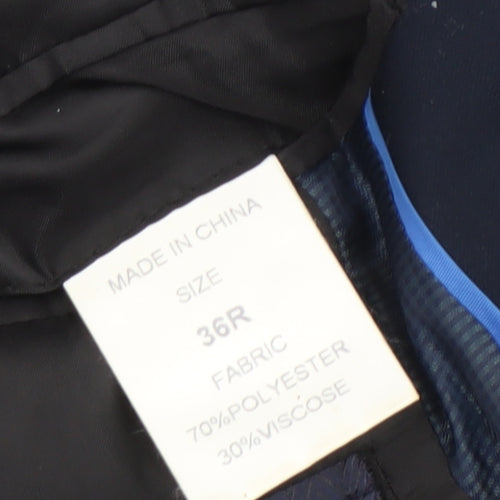 MADE IN CHINA
SIZE
36R
FABRIC
70%POLYESTER
30%VISCOSE